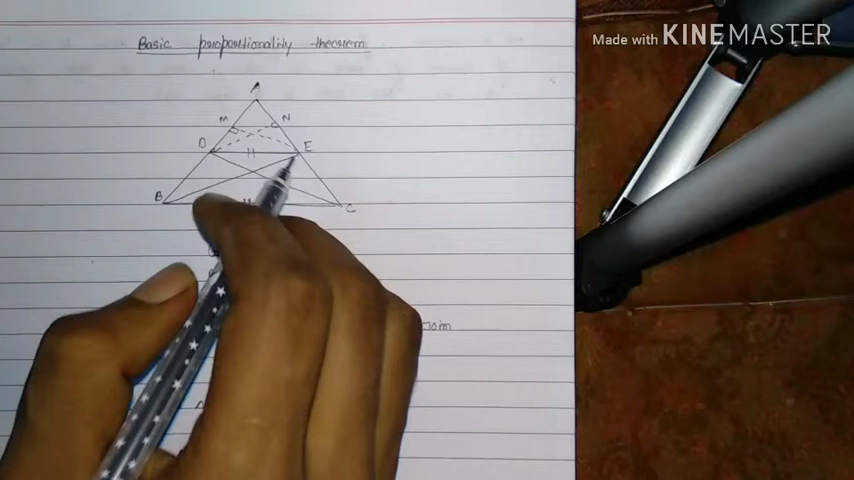 Made with KINEMASTER
Basic proportionality theorem
A
M N
D E
B C